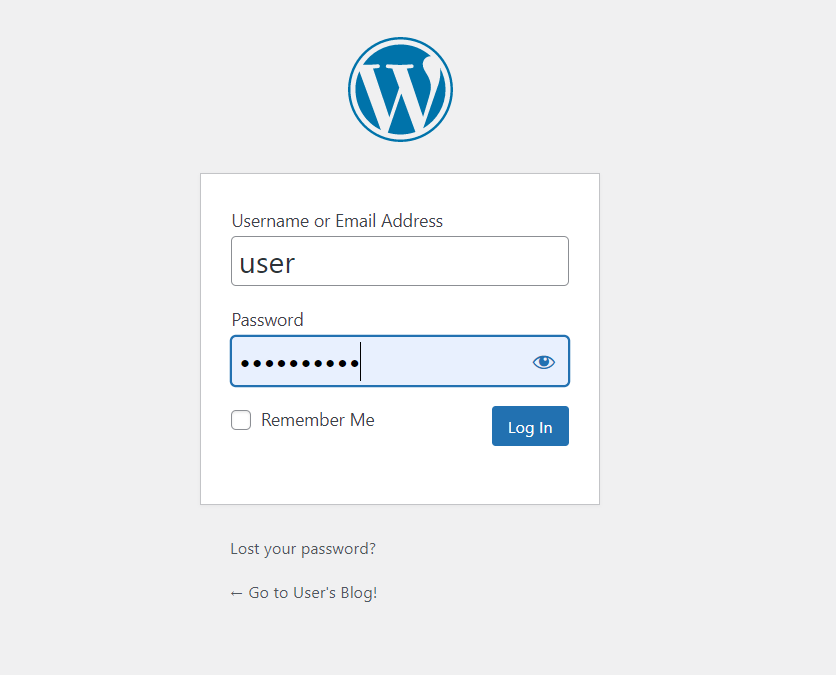 Username or Email Address
user
Password
••••••••••
Remember Me
Log In
Lost your password?
← Go to User's Blog!